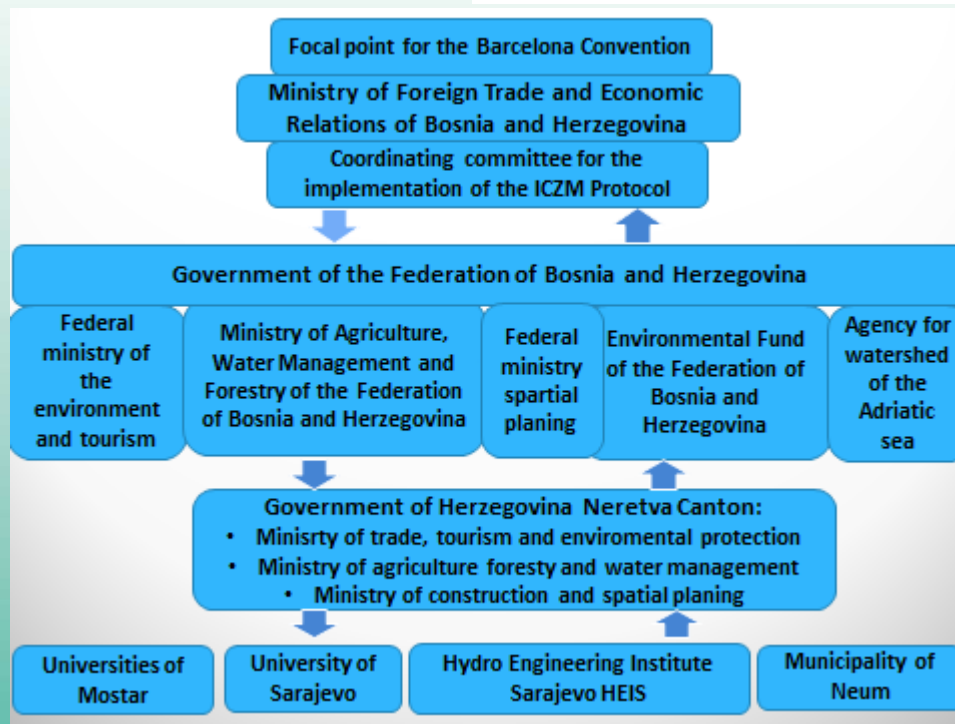 Focal point for the Barcelona Convention
Ministry of Foreign Trade and Economic
Relations of Bosnia and Herzegovina
Coordinating committee for the
implementation of the ICZM Protocol
Government of the Federation of Bosnia and Herzegovina
Federal
ministry of
the
environment
and tourism
Ministry of Agriculture,
Water Management and
Forestry of the Federation
of Bosnia and Herzegovina
Federal
ministry
spartial
planing
Environmental Fund
of the Federation of
Bosnia and
Herzegovina
Agency for
watershed
of the
Adriatic
sea
Government of Herzegovina Neretva Canton:
• Minisrty of trade, tourism and enviromental protection
• Ministry of agriculture foresty and water management
• Ministry of construction and spatial planing
Universities of
Mostar
University of
Sarajevo
Hydro Engineering Institute
Sarajevo HEIS
Municipality of
Neum